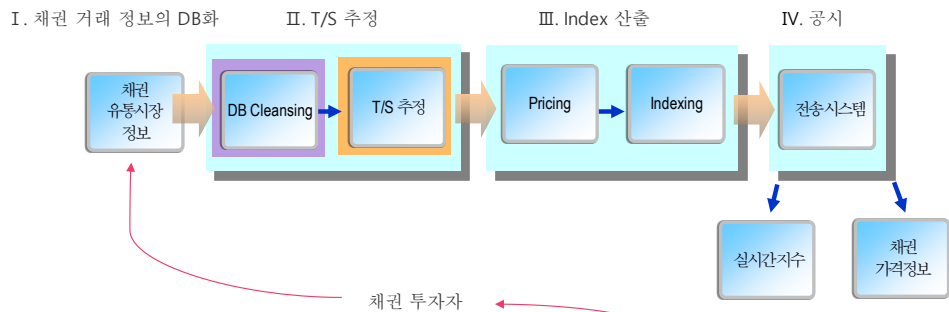 Ⅰ. 채권 거래 정보의 DB화
Ⅱ. T/S 추정
Ⅲ. Index 산출
Ⅳ. 공시
채권
유통시장
정보
DB Cleansing
T/S 추정
Pricing
Indexing
전송시스템
실시간지수
채권
가격정보
채권 투자자